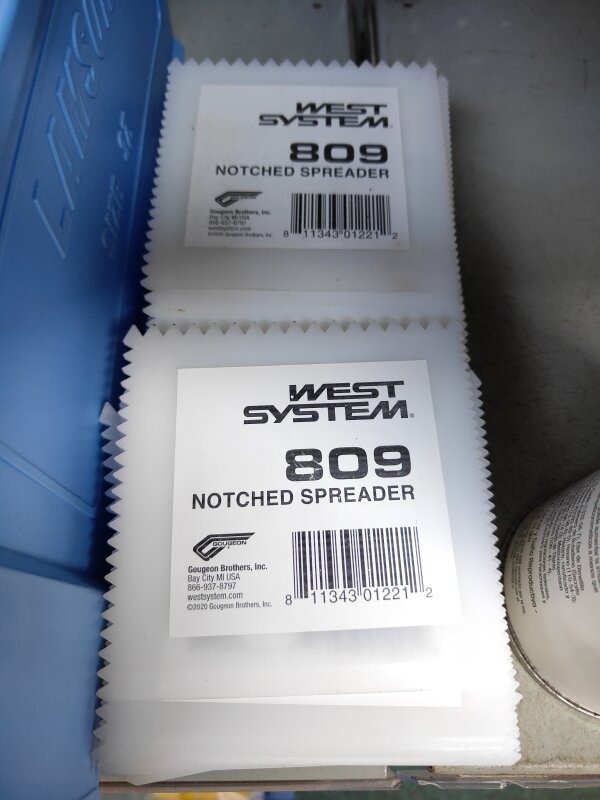 WEST
SYSTEM
809
NOTCHED SPREADER
GOUGEON
Gougeon Brothers, Inc.
Bay City MI USA
866-937-8797
westsystem.com
©2020 Gougeon Brothers, Inc.
8 11343 01221 2
WEST
SYSTEM®
809
NOTCHED SPREADER
GOUGEON
Gougeon Brothers, Inc.
Bay City MI USA
866-937-8797
westsystem.com
©2020 Gougeon Brothers, Inc.
8 11343 01221 2